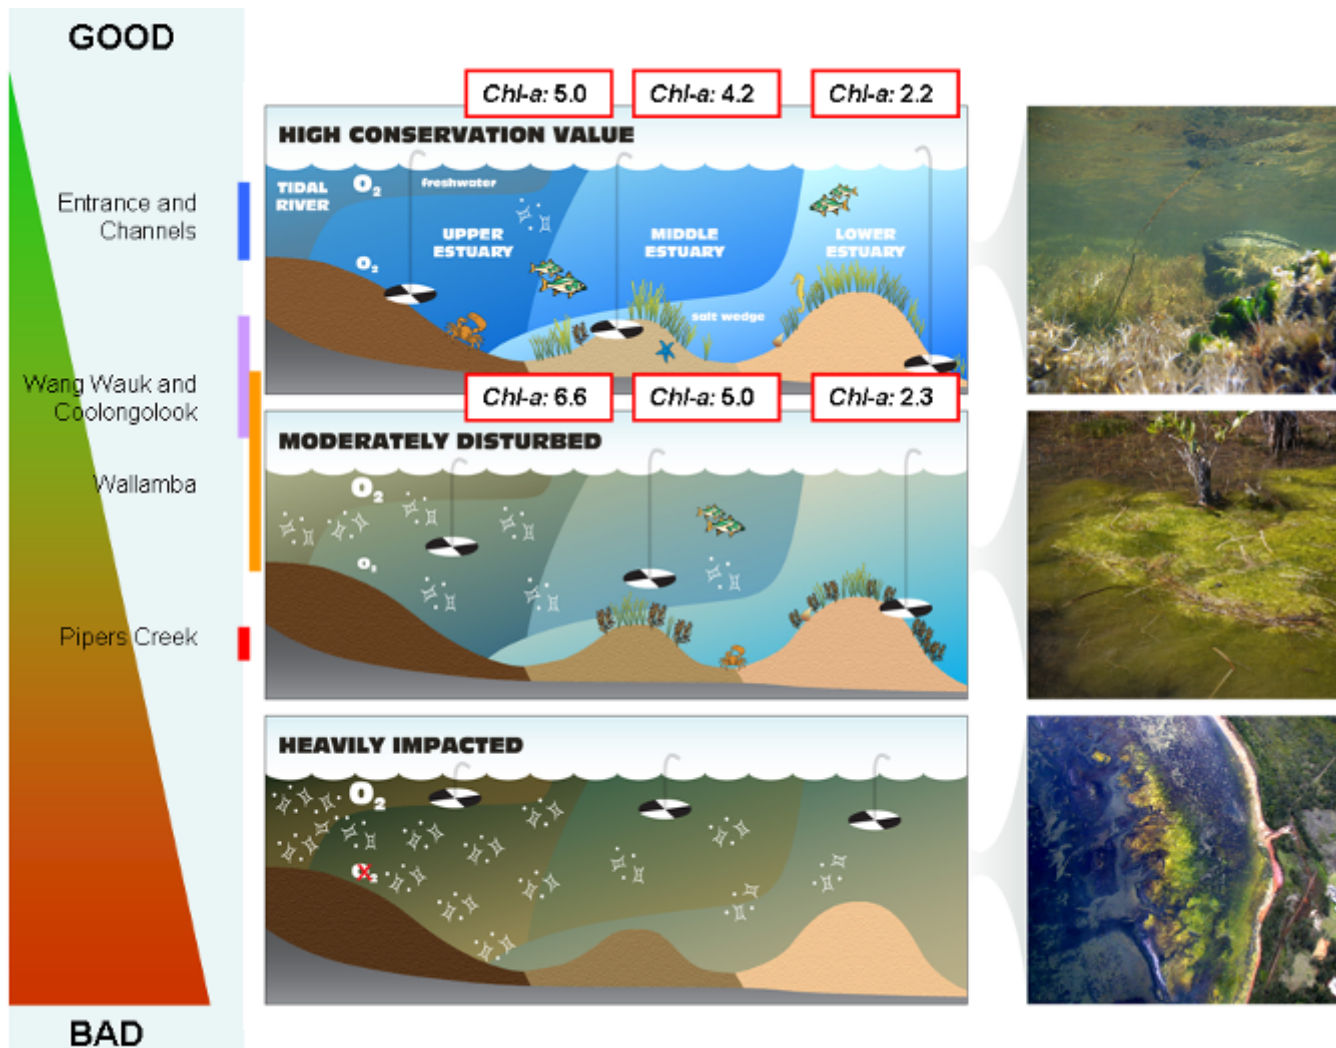 GOOD
Entrance and
Channels
Wang Wauk and
Coolongolook
Wallamba
Pipers Creek
BAD
Chl-a: 5.0
Chl-a: 4.2
Chl-a: 2.2
HIGH CONSERVATION VALUE
TIDAL
RIVER
O2
freshwater
O2
UPPER
ESTUARY
MIDDLE
ESTUARY
LOWER
ESTUARY
salt wedge
Chl-a: 6.6
Chl-a: 5.0
Chl-a: 2.3
MODERATELY DISTURBED
O2
O2
HEAVILY IMPACTED
O2
O2